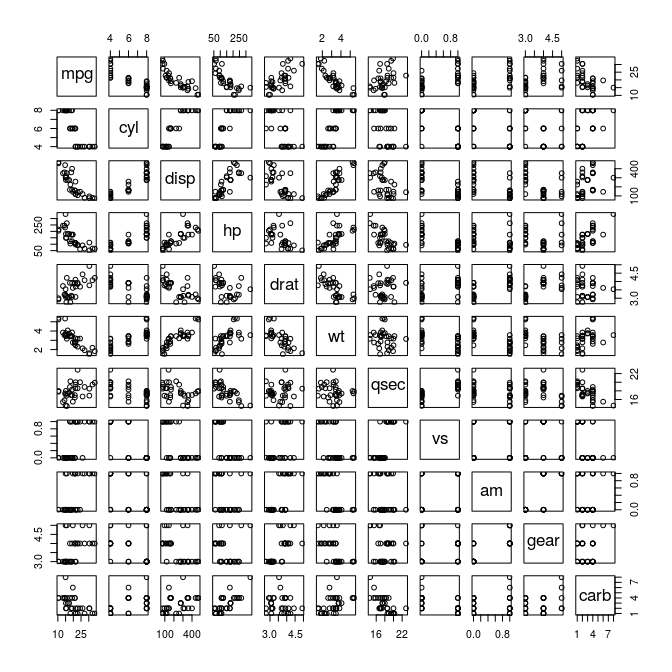 4 6 8 50 250 2 4 0.0 0.8 3.0 4.5
mpg 10 25
4 6 8 cyl
disp 100 400
50 250 hp
drat 3.0 4.5
2 4 wt
qsec 16 22
0.0 0.8 vs
am 0.0 0.8
3.0 4.5 gear
carb 1 4 7
10 25 100 400 3.0 4.5 16 22 0.0 0.8 1 4 7